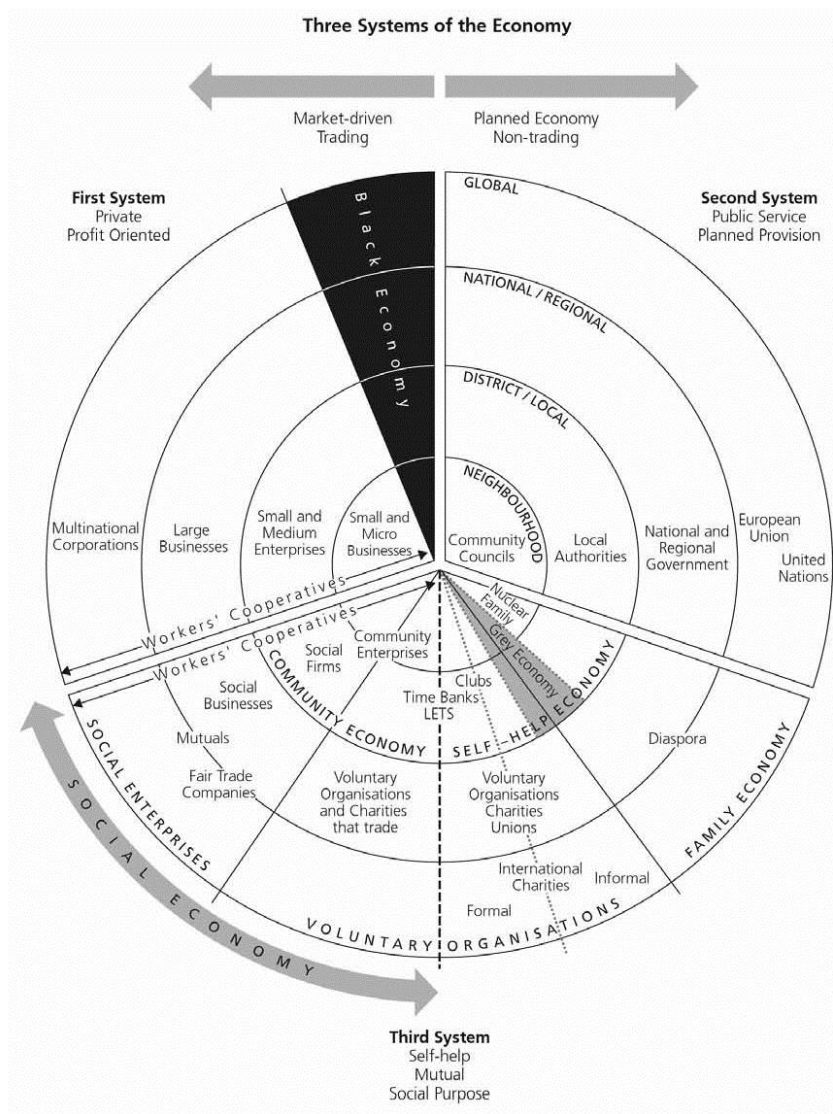 Three Systems of the Economy
Market-driven
Trading
Planned Economy
Non-trading
First System
Private
Profit Oriented
Second System
Public Service
Planned Provision
Black Economy
GLOBAL
NATIONAL / REGIONAL
DISTRICT / LOCAL
NEIGHBOURHOOD
Multinational
Corporations
Large
Businesses
Small and
Medium
Enterprises
Small and
Micro
Businesses
Community
Councils
Local
Authorities
National and
Regional
Government
European
Union
United
Nations
Workers' Cooperatives
Workers' Cooperatives
Nuclear
Family
Grey Economy
Community
Enterprises
Social
Firms
Social
Businesses
Mutuals
Fair Trade
Companies
Clubs
Time Banks
LETS
COMMUNITY ECONOMY
SELF-HELP ECONOMY
Diaspora
FAMILY ECONOMY
SOCIAL ENTERPRISES
Voluntary
Organisations
and Charities
that trade
Voluntary
Organisations
Charities
Unions
International
Charities
Informal
Formal
VOLUNTARY ORGANISATIONS
SOCIAL ECONOMY
Third System
Self-help
Mutual
Social Purpose